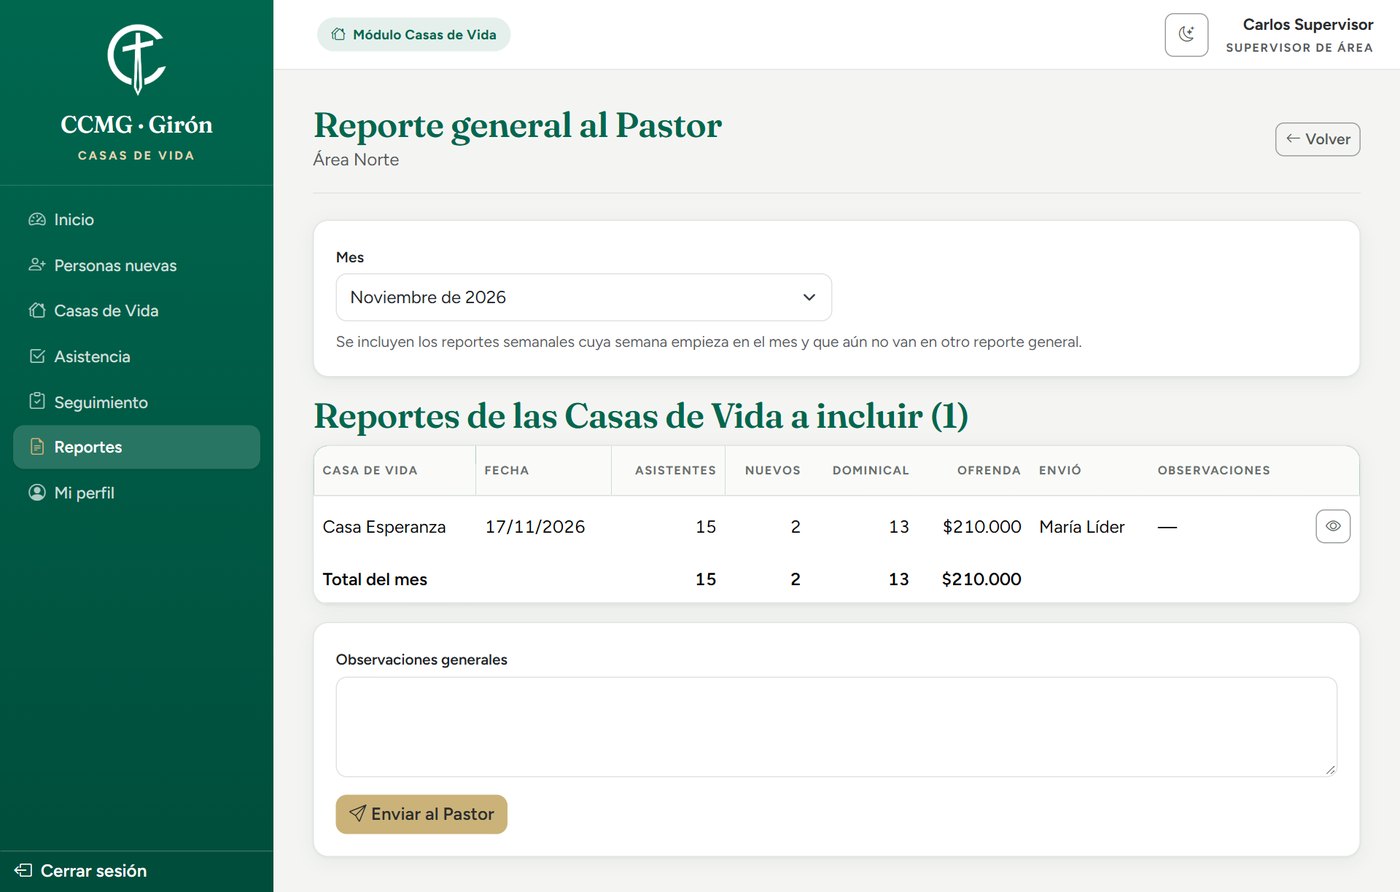 CCMG · Girón
CASAS DE VIDA
Inicio
Personas nuevas
Casas de Vida
Asistencia
Seguimiento
Reportes
Mi perfil
Cerrar sesión
Módulo Casas de Vida
Carlos Supervisor
SUPERVISOR DE ÁREA
Reporte general al Pastor
Área Norte
← Volver
Mes
Noviembre de 2026
Se incluyen los reportes semanales cuya semana empieza en el mes y que aún no van en otro reporte general.
Reportes de las Casas de Vida a incluir (1)
CASA DE VIDA FECHA ASISTENTES NUEVOS DOMINICAL OFRENDA ENVIÓ OBSERVACIONES
Casa Esperanza 17/11/2026 15 2 13 $210.000 María Líder —
Total del mes 15 2 13 $210.000
Observaciones generales
Enviar al Pastor